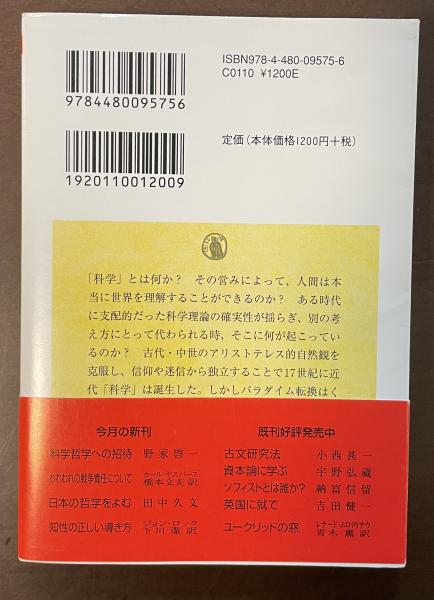 ISBN978-4-480-09575-6
C0110 ¥1200E
9784480095756
定価(本体価格1200円+税)
1920110012009
「科学」とは何か? その営みによって、人間は本
当に世界を理解することができるのか? ある時代
に支配的だった科学理論の確実性が揺らぎ、別の考
え方にとって代わられる時、そこに何が起こってい
るのか? 古代・中世のアリストテレス的自然観を
克服し、信仰や迷信から独立することで17世紀に近
代「科学」は誕生した。しかしパラダイム転換はく
今月の新刊
科学哲学への招待 野家啓一
われわれの戦争責任について カール・ヤスパース 橋本文夫訳
日本の哲学をよむ 田中久文
知性の正しい導き方 ジョン・ロック 下川潔訳
既刊好評発売中
古文研究法 小西甚一
資本論に学ぶ 宇野弘蔵
ソフィストとは誰か? 納富信留
英国に就て 吉田健一
ユークリッドの窓 レナード・ムロディナウ 青木薫訳